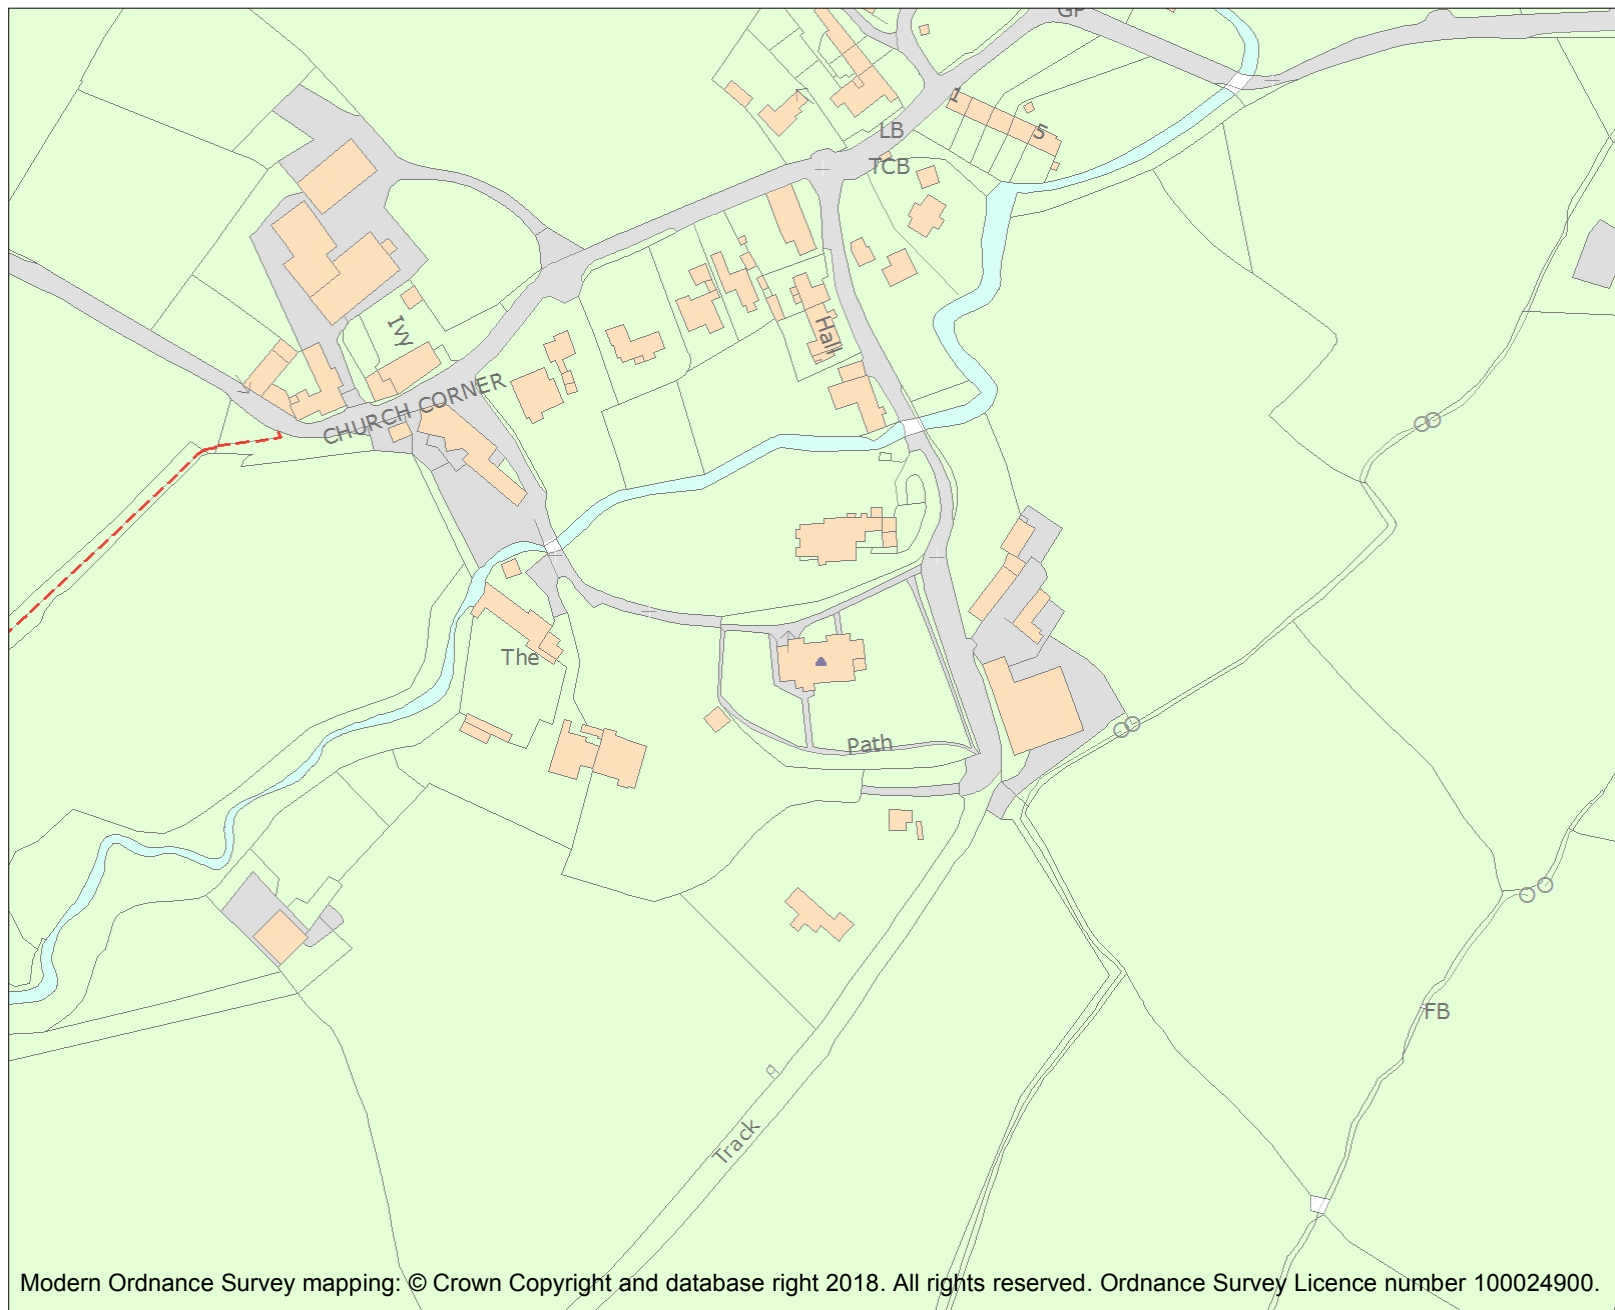 GP
1
LB
5
TCB
Ivy
Hall
CHURCH CORNER
The
Path
FB
Track
Modern Ordnance Survey mapping: © Crown Copyright and database right 2018. All rights reserved. Ordnance Survey Licence number 100024900.